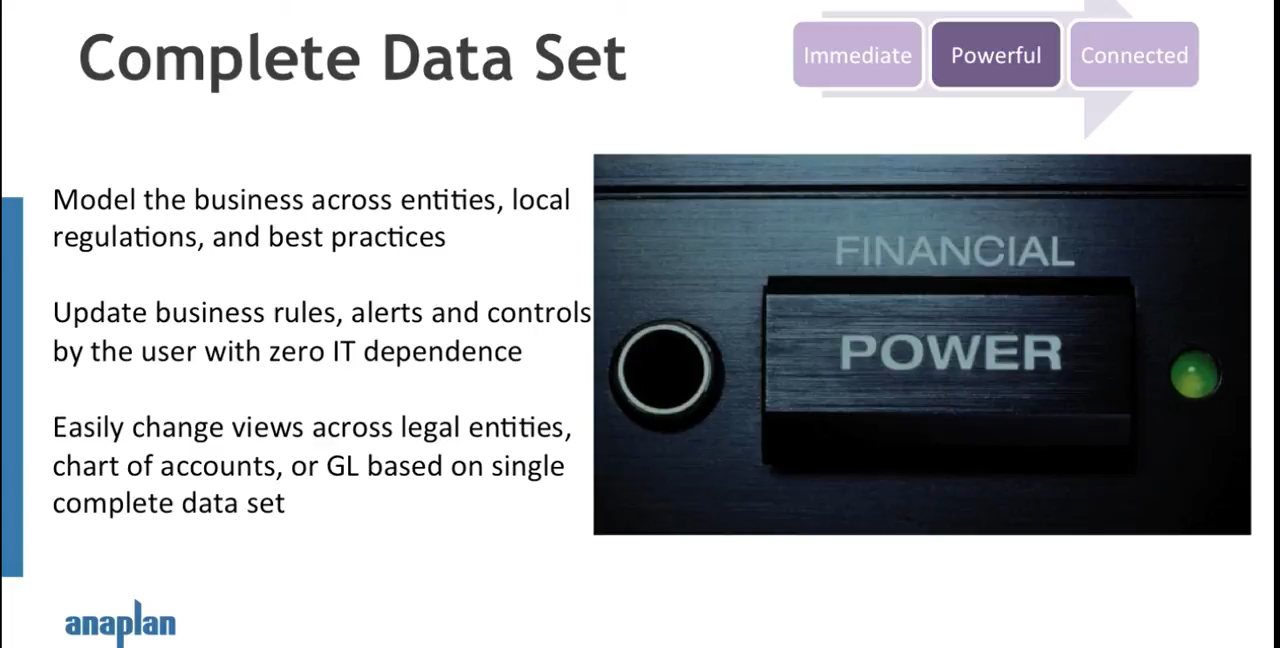 Complete Data Set
Immediate
Powerful
Connected
Model the business across entities, local
regulations, and best practices
Update business rules, alerts and controls
by the user with zero IT dependence
Easily change views across legal entities,
chart of accounts, or GL based on single
complete data set
FINANCIAL
POWER
anaplan